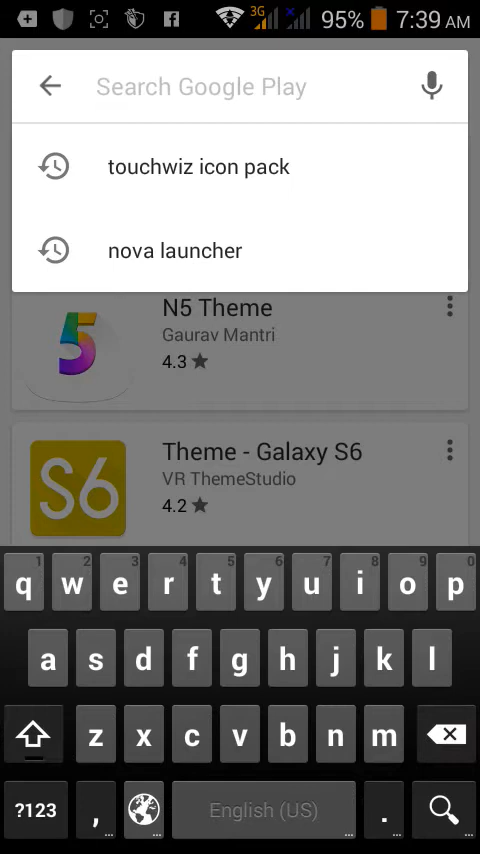 3G
95% 7:39 AM
Search Google Play
touchwiz icon pack
nova launcher
5
N5 Theme
Gaurav Mantri
4.3
S6
Theme - Galaxy S6
VR ThemeStudio
4.2
1 2 3 4 5 6 7 8 9 0
q w e r t y u i o p
a s d f g h j k l
z x c v b n m
?123 , English (US) .